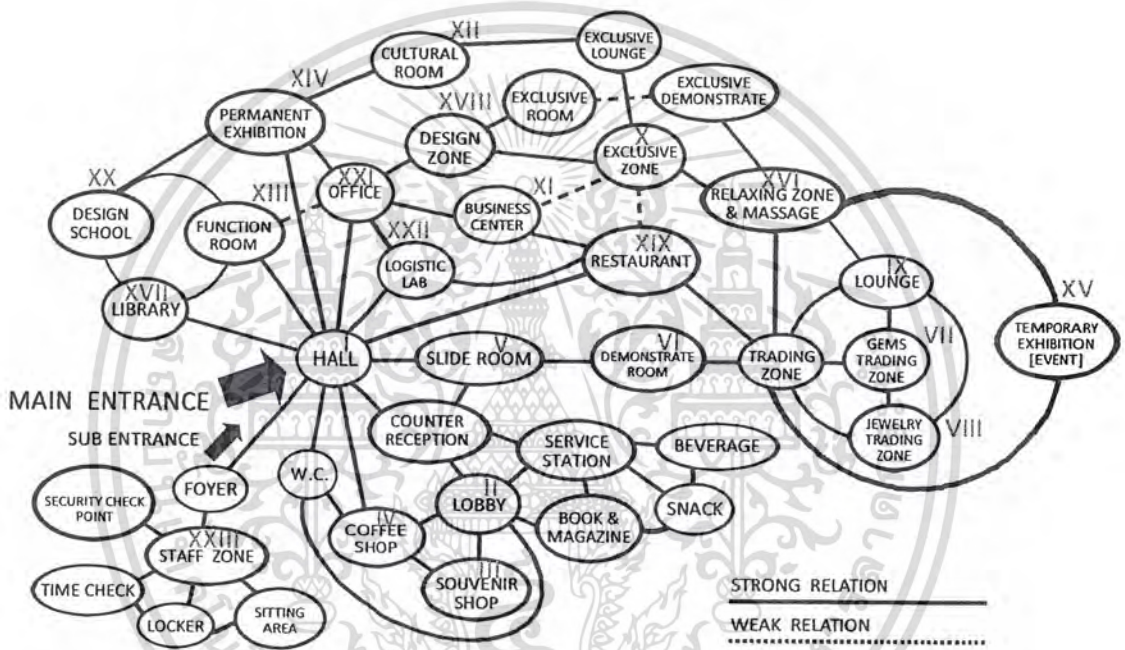 XII
EXCLUSIVE
LOUNGE
CULTURAL
ROOM
XIV
EXCLUSIVE
DEMONSTRATE
XVIII
EXCLUSIVE
ROOM
PERMANENT
EXHIBITION
DESIGN
ZONE
X
EXCLUSIVE
ZONE
XX
DESIGN
SCHOOL
XIII
FUNCTION
ROOM
XXI
OFFICE
XI
BUSINESS
CENTER
XVI
RELAXING ZONE
& MASSAGE
XXII
LOGISTIC
LAB
XIX
RESTAURANT
XVII
LIBRARY
IX
LOUNGE
XV
TEMPORARY
EXHIBITION
[EVENT]
I
HALL
V
SLIDE ROOM
VI
DEMONSTRATE
ROOM
TRADING
ZONE
VII
GEMS
TRADING
ZONE
MAIN ENTRANCE
SUB ENTRANCE
COUNTER
RECEPTION
SERVICE
STATION
BEVERAGE
JEWELRY
TRADING
ZONE
VIII
W.C.
FOYER
SECURITY CHECK
POINT
II
LOBBY
BOOK &
MAGAZINE
SNACK
IV
COFFEE
SHOP
XXIII
STAFF ZONE
III
SOUVENIR
SHOP
TIME CHECK
LOCKER
SITTING
AREA
STRONG RELATION
WEAK RELATION